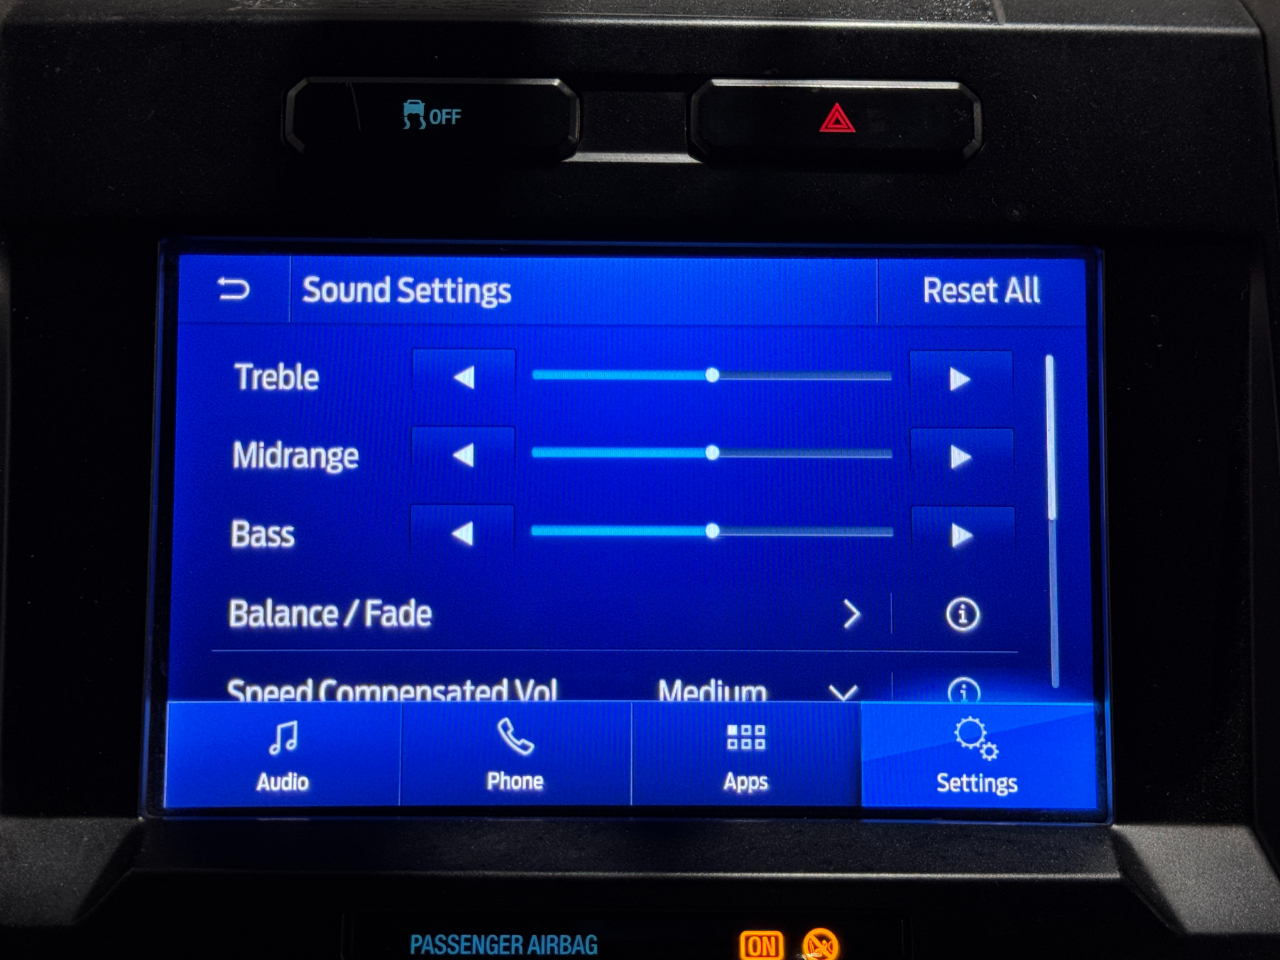 OFF
Sound Settings Reset All
Treble
Midrange
Bass
Balance / Fade
Speed Compensated Vol Medium
Audio Phone Apps Settings
PASSENGER AIRBAG ON